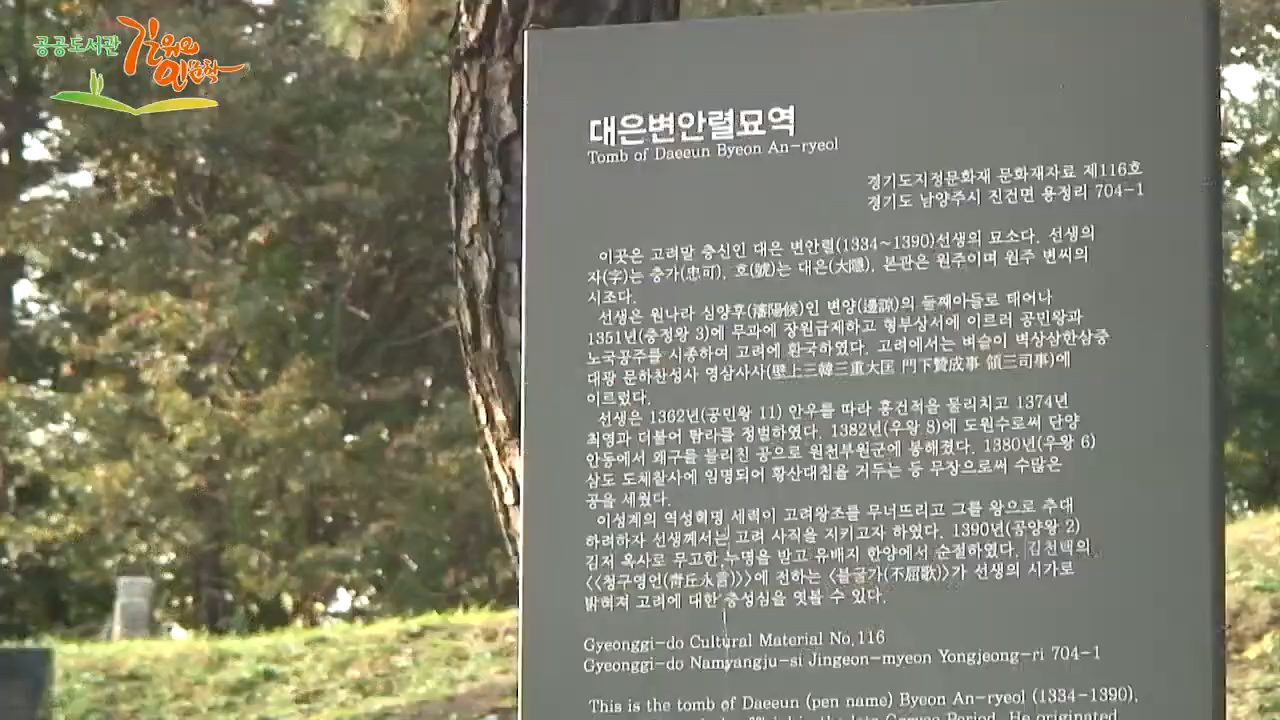 공공도서관
길위의
인문학
대은변안렬묘역
Tomb of Daeeun Byeon An-ryeol
경기도지정문화재 문화재자료 제116호
경기도 남양주시 진건면 용정리 704-1
이곳은 고려말 충신인 대은 변안렬(1334~1390)선생의 묘소다. 선생의
자(字)는 충가(忠可), 호(號)는 대은(大隱), 본관은 원주이며 원주 변씨의
시조다.
선생은 원나라 심양후(瀋陽候)인 변양(邊諒)의 둘째아들로 태어나
1351년(충정왕 3)에 무과에 장원급제하고 형부상서에 이르러 공민왕과
노국공주를 시종하여 고려에 환국하였다. 고려에서는 벼슬이 벽상삼한삼중
대광 문하찬성사 영삼사사(壁上三韓三重大匡 門下贊成事 領三司事)에
이르렀다.
선생은 1362년(공민왕 11) 안우를 따라 홍건적을 물리치고 1374년
최영과 더불어 탐라를 정벌하였다. 1382년(우왕 8)에 도원수로써 단양
안동에서 왜구를 물리친 공으로 원천부원군에 봉해졌다. 1380년(우왕 6)
삼도 도체찰사에 임명되어 황산대첩을 거두는 등 무장으로써 수많은
공을 세웠다.
이성계의 역성혁명 세력이 고려왕조를 무너뜨리고 그를 왕으로 추대
하려하자 선생께서는 고려 사직을 지키고자 하였다. 1390년(공양왕 2)
김저 옥사로 무고한 누명을 받고 유배지 한양에서 순절하였다. 김천택의
<<청구영언(靑丘永言)>>에 전하는 <불굴가(不屈歌)>가 선생의 시가로
밝혀져 고려에 대한 충성심을 엿볼 수 있다.
Gyeonggi-do Cultural Material No,116
Gyeonggi-do Namyangju-si Jingeon-myeon Yongjeong-ri 704-1
This is the tomb of Daeeun (pen name) Byeon An-ryeol (1334-1390),
in the late Goryeo Period. He originated